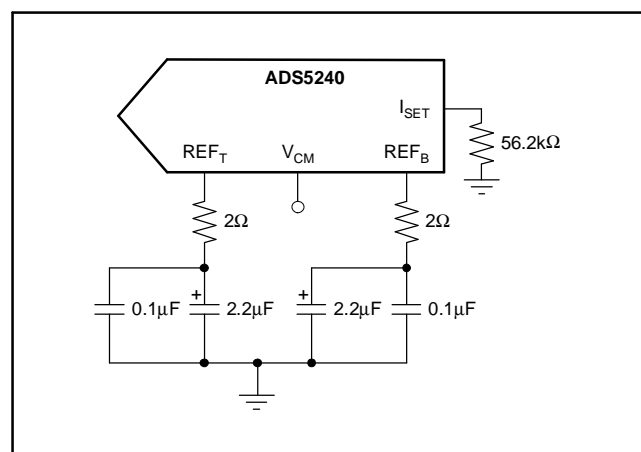 ADS5240
I_SET
56.2kΩ
REF_T V_CM REF_B
2Ω 2Ω
+ +
0.1μF 2.2μF 2.2μF 0.1μF